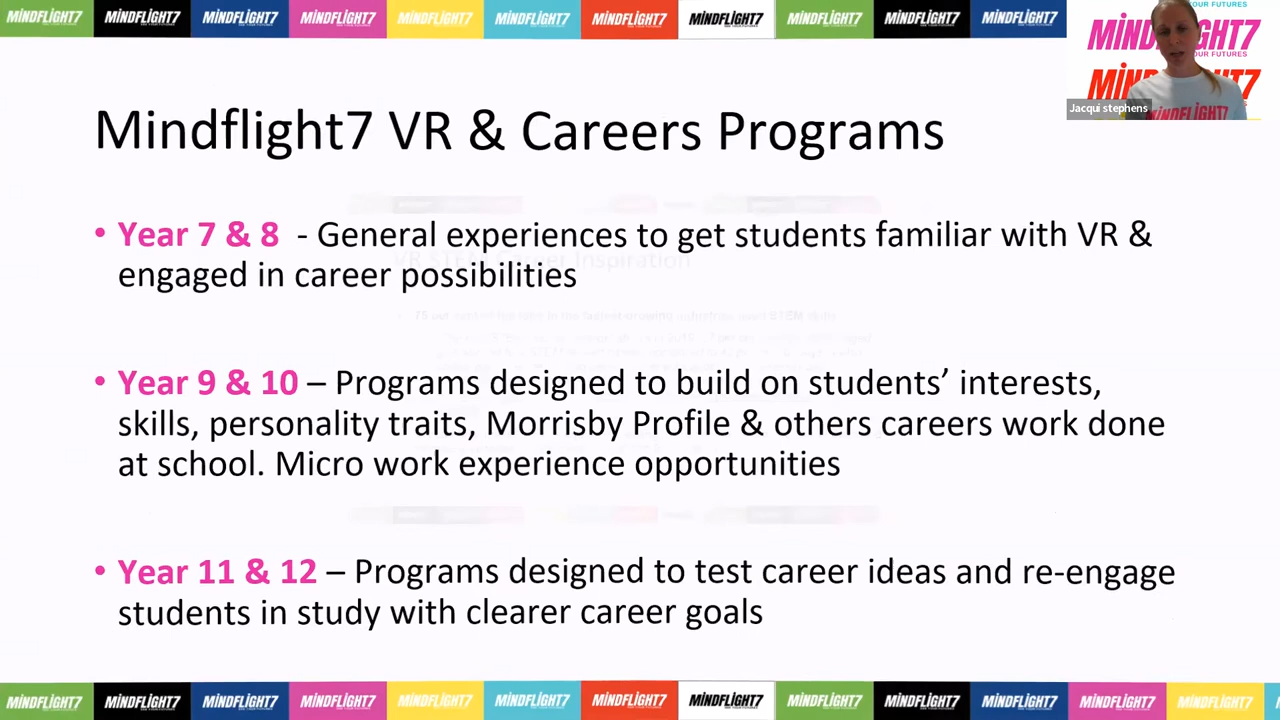 MINDFLIGHT7 MINDFLIGHT7 MINDFLIGHT7 MINDFLIGHT7 MINDFLIGHT7 MINDFLIGHT7 MINDFLIGHT7 MINDFLIGHT7 MINDFLIGHT7 MINDFLIGHT7 MINDFLIGHT7
Jacqui stephens
MINDFLIGHT7
Mindflight7 VR & Careers Programs
• Year 7 & 8 - General experiences to get students familiar with VR &
engaged in career possibilities
VR STEM Career Inspiration
• Year 9 & 10 – Programs designed to build on students’ interests,
skills, personality traits, Morrisby Profile & others careers work done
at school. Micro work experience opportunities
• Year 11 & 12 – Programs designed to test career ideas and re-engage
students in study with clearer career goals
MINDFLIGHT7 MINDFLIGHT7 MINDFLIGHT7 MINDFLIGHT7 MINDFLIGHT7 MINDFLIGHT7 MINDFLIGHT7 MINDFLIGHT7 MINDFLIGHT7 MINDFLIGHT7 MINDFLIGHT7 MINDFLIGHT7 MINDFLIGHT7